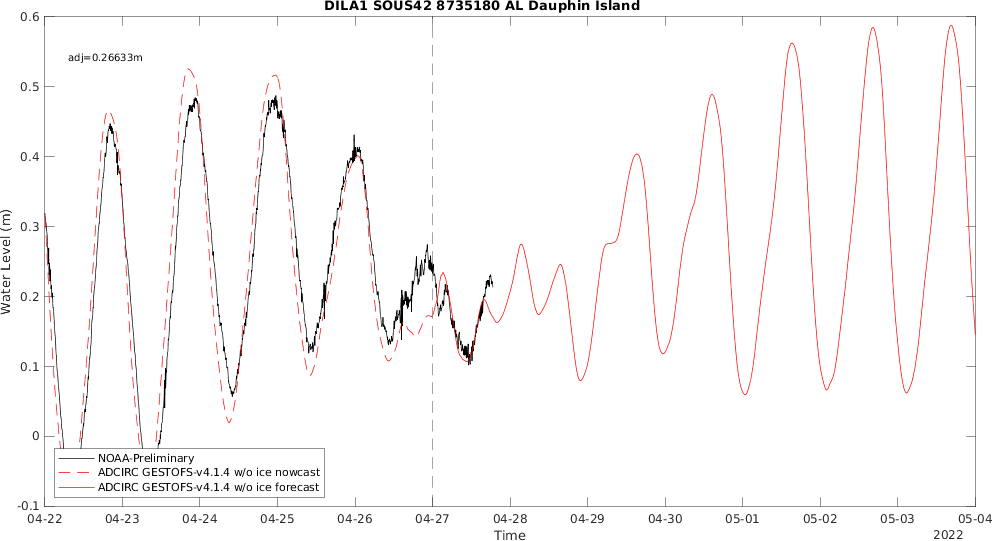 DILA1 SOUS42 8735180 AL Dauphin Island
adj=0.26633m
Water Level (m)
0.6
0.5
0.4
0.3
0.2
0.1
0
-0.1
NOAA-Preliminary
ADCIRC GESTOFS-v4.1.4 w/o ice nowcast
ADCIRC GESTOFS-v4.1.4 w/o ice forecast
04-22 04-23 04-24 04-25 04-26 04-27 04-28 04-29 04-30 05-01 05-02 05-03 05-04
Time
2022